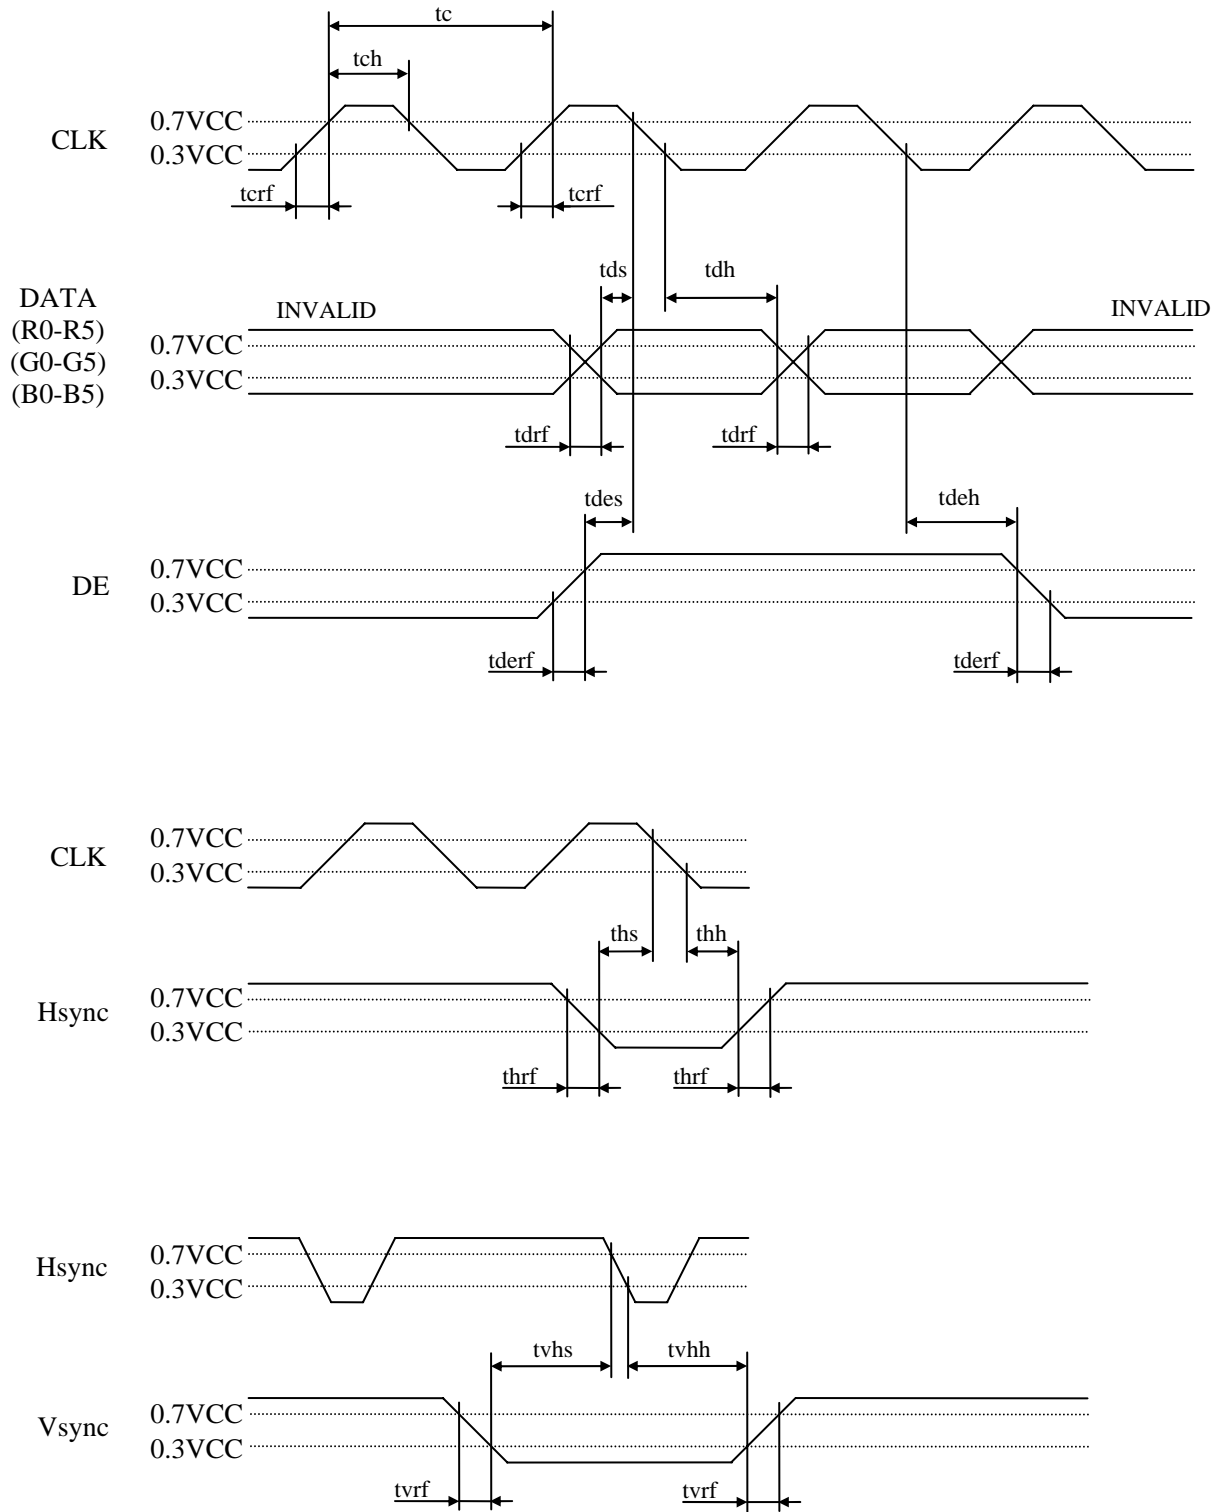 tc
tch
0.7VCC
CLK
0.3VCC
tcrf
tcrf
tds
tdh
DATA
INVALID
INVALID
(R0-R5)
0.7VCC
(G0-G5)
0.3VCC
(B0-B5)
tdrf
tdrf
tdes
tdeh
0.7VCC
DE
0.3VCC
tderf
tderf
0.7VCC
CLK
0.3VCC
ths
thh
0.7VCC
Hsync
0.3VCC
thrf
thrf
0.7VCC
Hsync
0.3VCC
tvhs
tvhh
0.7VCC
Vsync
0.3VCC
tvrf
tvrf